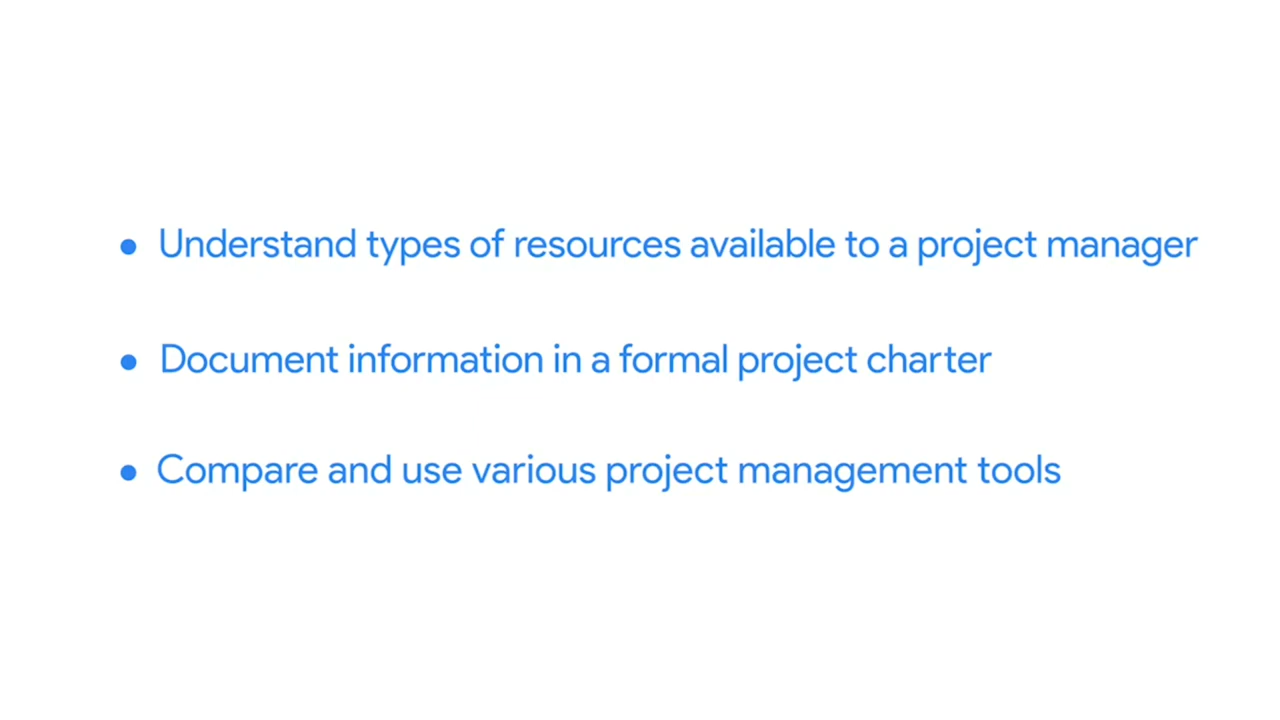 • Understand types of resources available to a project manager
• Document information in a formal project charter
• Compare and use various project management tools